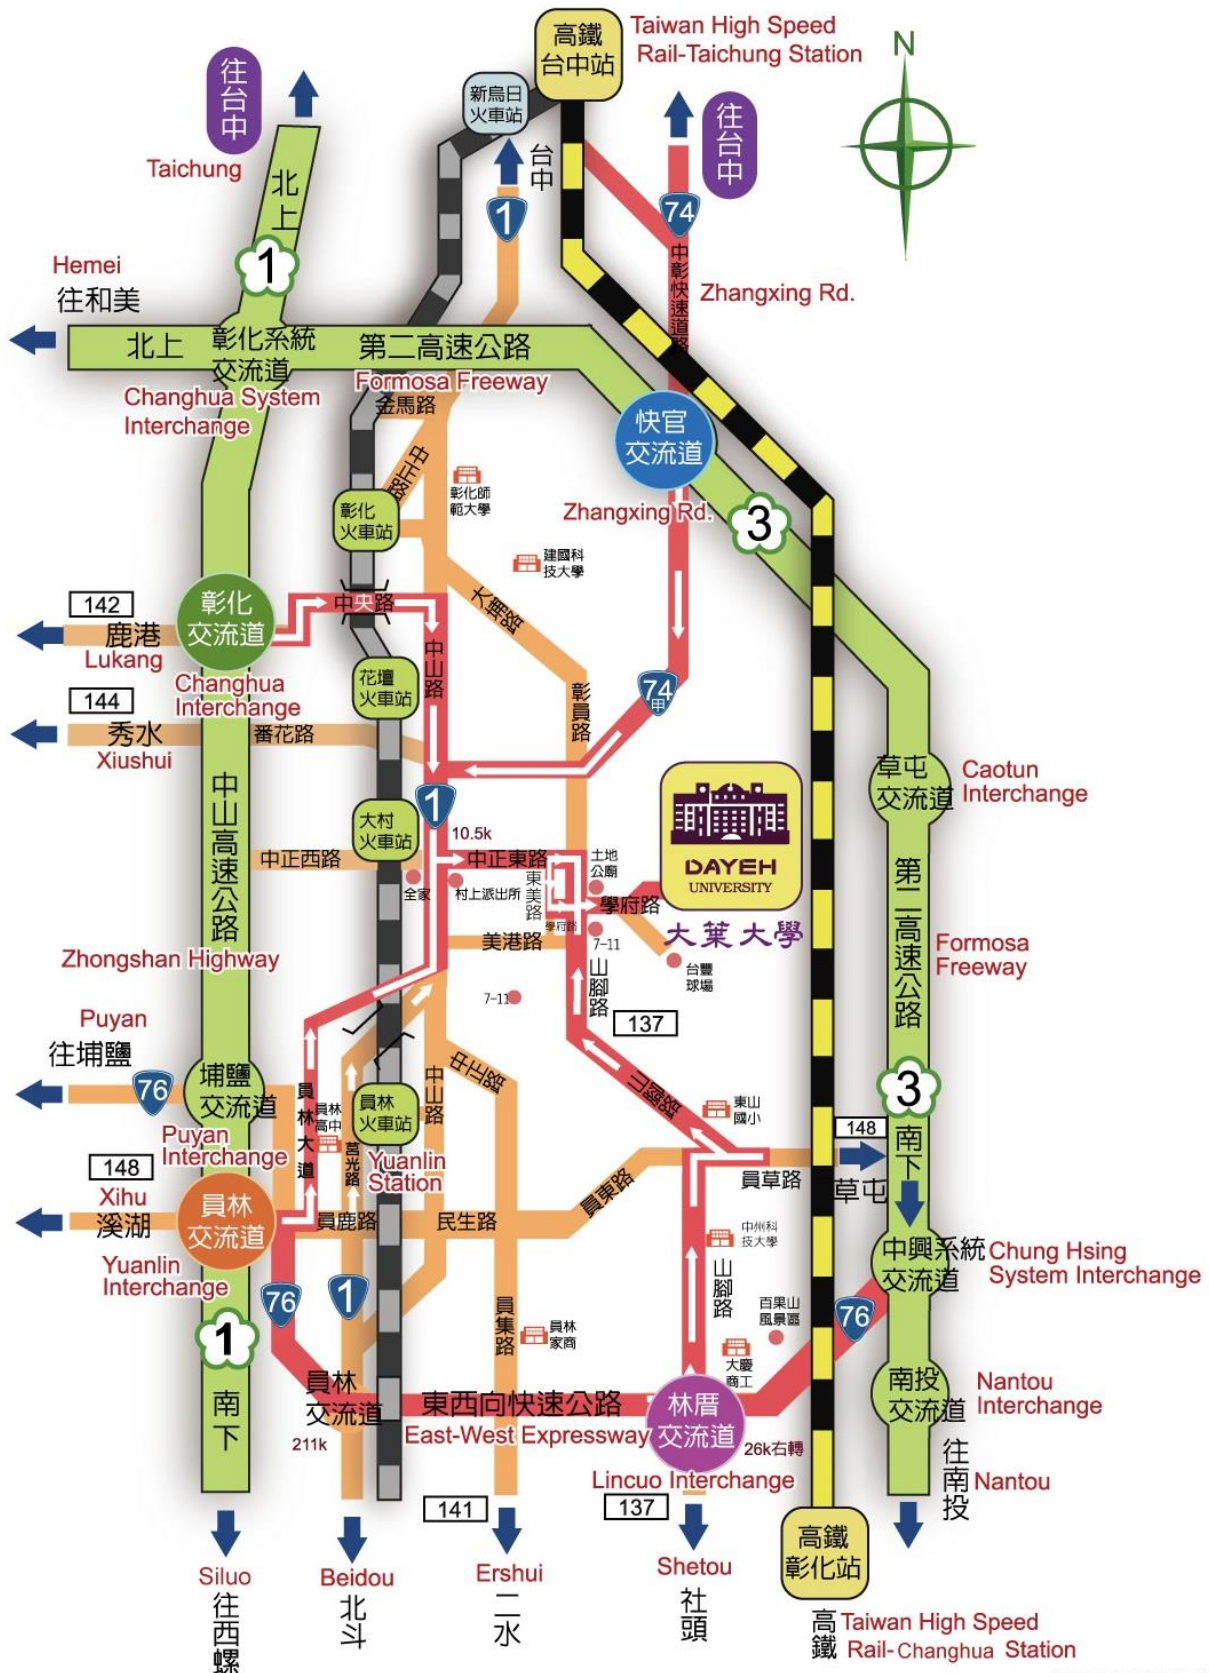 高鐵
台中站
Taiwan High Speed
Rail-Taichung Station
N
往台中
新烏日
火車站
往台中
Taichung
台中
北上
1
74
1
中彰快速道路
Zhangxing Rd.
Hemei
往和美
北上
彰化系統
交流道
第二高速公路
Changhua System
Interchange
Formosa Freeway
金馬路
快官
交流道
中正路
彰化師
範大學
彰化
火車站
Zhangxing Rd.
3
建國科
技大學
142
彰化
交流道
中央路
大埔路
鹿港
Lukang
Changhua
Interchange
中山路
花壇
火車站
彰員路
74
甲
144
秀水
Xiushui
番花路
草屯
交流道
Caotun
Interchange
中山高速公路
1
大村
火車站
10.5k
DAYEH
UNIVERSITY
大葉大學
中正西路
中正東路
土地
公廟
全家
村上派出所
東美路
學府路
學府路
第二高速公路
美港路
7-11
台豐
球場
Formosa
Freeway
Zhongshan Highway
山腳路
7-11
137
Puyan
往埔鹽
76
埔鹽
交流道
員林大道
員林
高中
莒光路
員林
火車站
中山路
中正路
山腳路
東山
國小
3
148
南下
Puyan
Interchange
148
Yuanlin
Station
員草路
草屯
Xihu
溪湖
員林
交流道
員鹿路
民生路
員東路
中州科
技大學
中興系統
交流道
Chung Hsing
System Interchange
Yuanlin
Interchange
76
1
山腳路
百果山
風景區
76
1
員集路
員林
家商
大慶
商工
南下
員林
交流道
東西向快速公路
East-West Expressway
林厝
交流道
南投
交流道
Nantou
Interchange
211k
26k右轉
Lincuo Interchange
往南投
Nantou
141
137
高鐵
彰化站
Siluo
往西螺
Beidou
北斗
Ershui
二水
Shetou
社頭
高鐵
Taiwan High Speed
Rail-Changhua Station